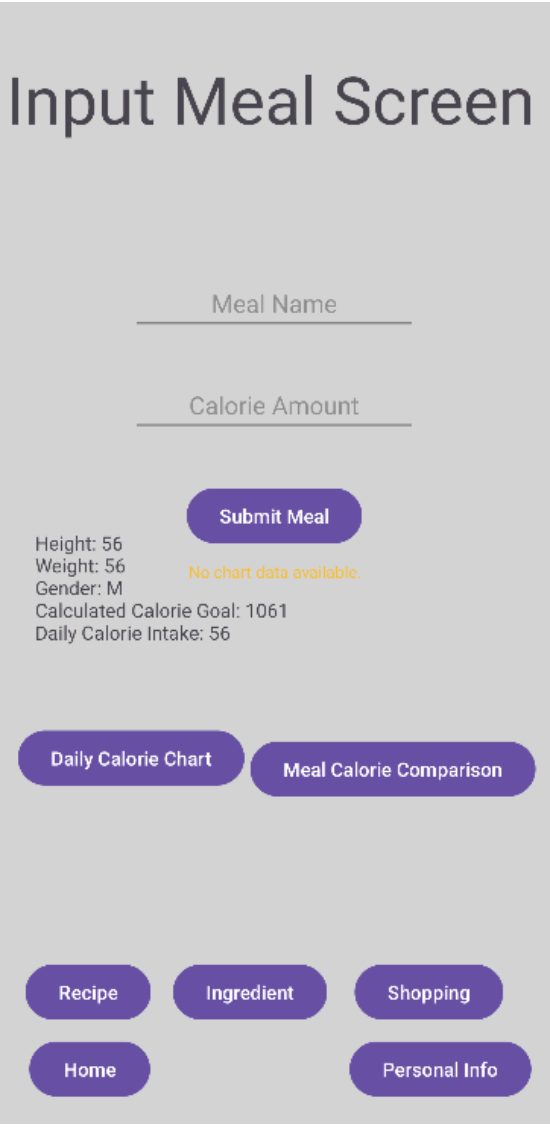 Input Meal Screen
Meal Name
Calorie Amount
Submit Meal
Height: 56
Weight: 56
No chart data available.
Gender: M
Calculated Calorie Goal: 1061
Daily Calorie Intake: 56
Daily Calorie Chart
Meal Calorie Comparison
Recipe
Ingredient
Shopping
Home
Personal Info